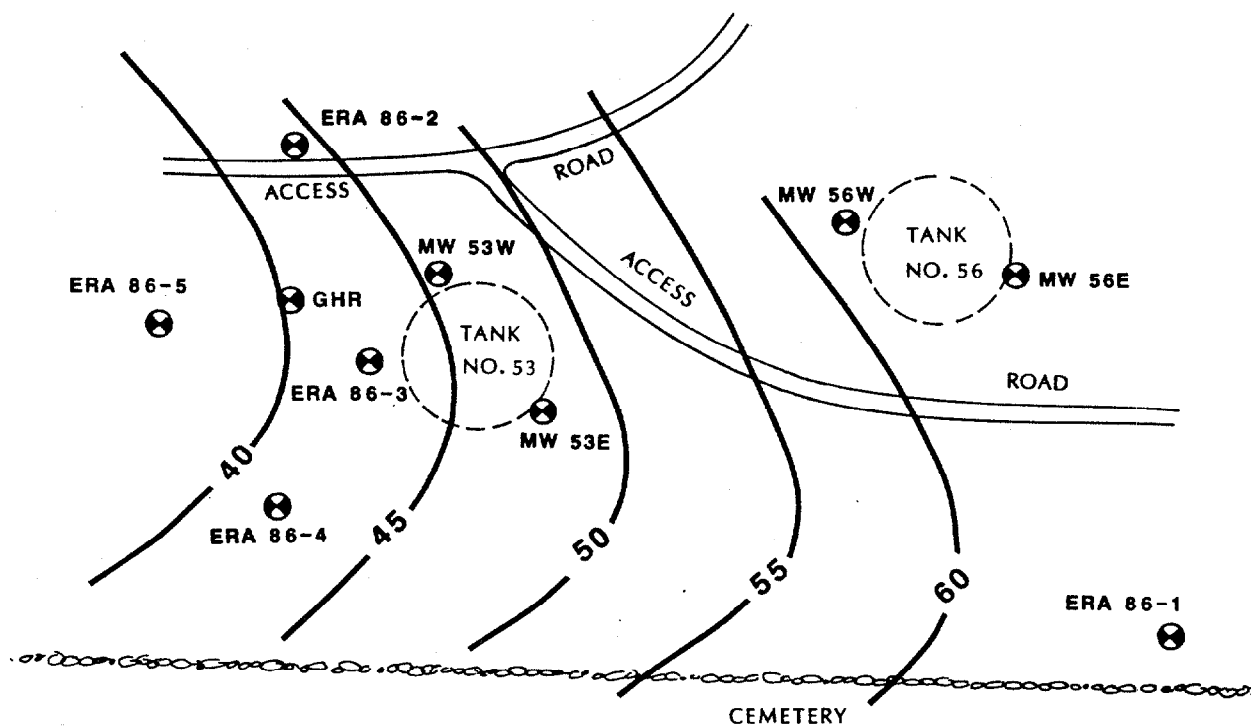 ERA 86-2
ROAD
ACCESS
MW 56W
TANK
NO. 56
MW 56E
MW 53W
ACCESS
ERA 86-5
GHR
TANK
NO. 53
ERA 86-3
ROAD
MW 53E
40
45
50
55
60
ERA 86-4
ERA 86-1
CEMETERY